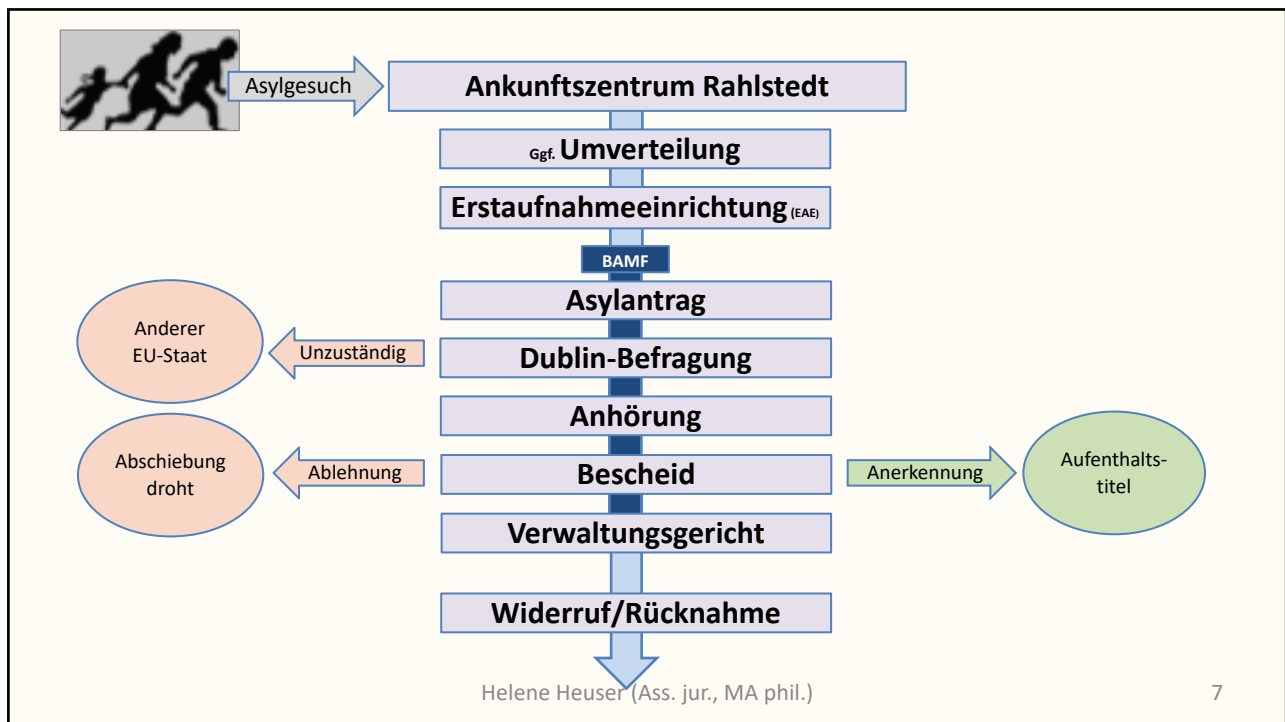 Asylgesuch
Ankunftszentrum Rahlstedt
Ggf. Umverteilung
Erstaufnahmeeinrichtung (EAE)
BAMF
Asylantrag
Anderer
EU-Staat
Unzuständig
Dublin-Befragung
Anhörung
Abschiebung
droht
Ablehnung
Bescheid
Anerkennung
Aufenthalts-
titel
Verwaltungsgericht
Widerruf/Rücknahme
Helene Heuser (Ass. jur., MA phil.)
7